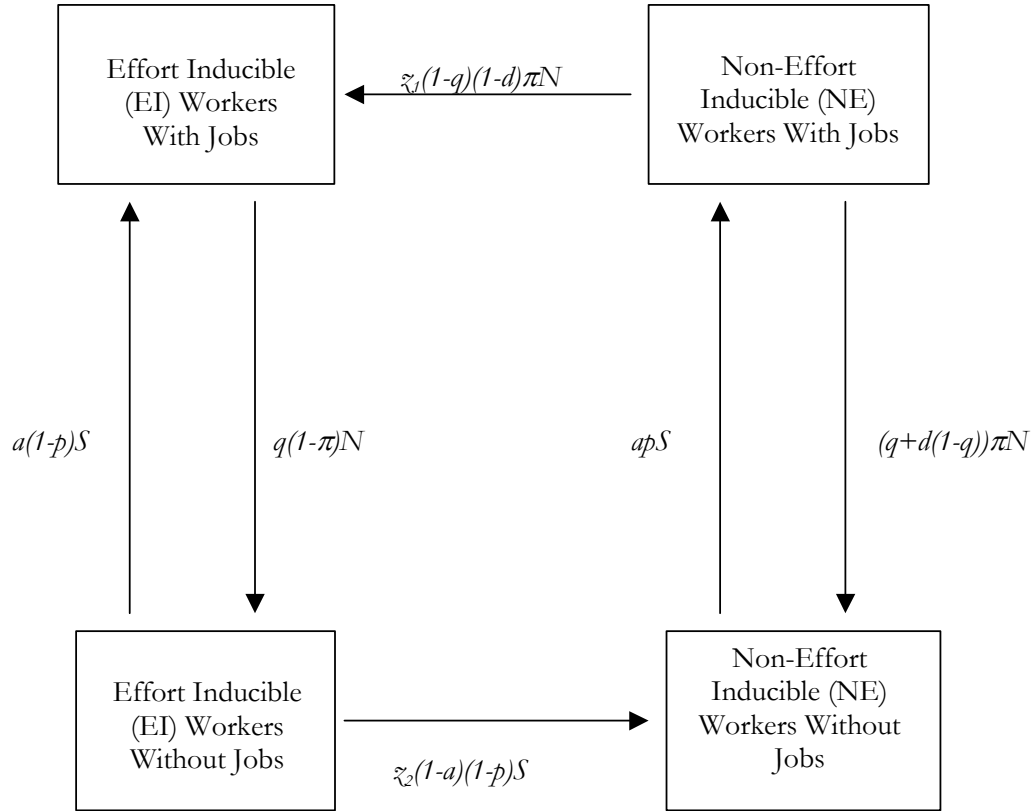 Effort Inducible
(EI) Workers
With Jobs
z₁(1-q)(1-d)πN
Non-Effort
Inducible (NE)
Workers With Jobs
a(1-p)S
q(1-π)N
apS
(q+d(1-q))πN
Effort Inducible
(EI) Workers
Without Jobs
z₂(1-a)(1-p)S
Non-Effort
Inducible (NE)
Workers Without
Jobs